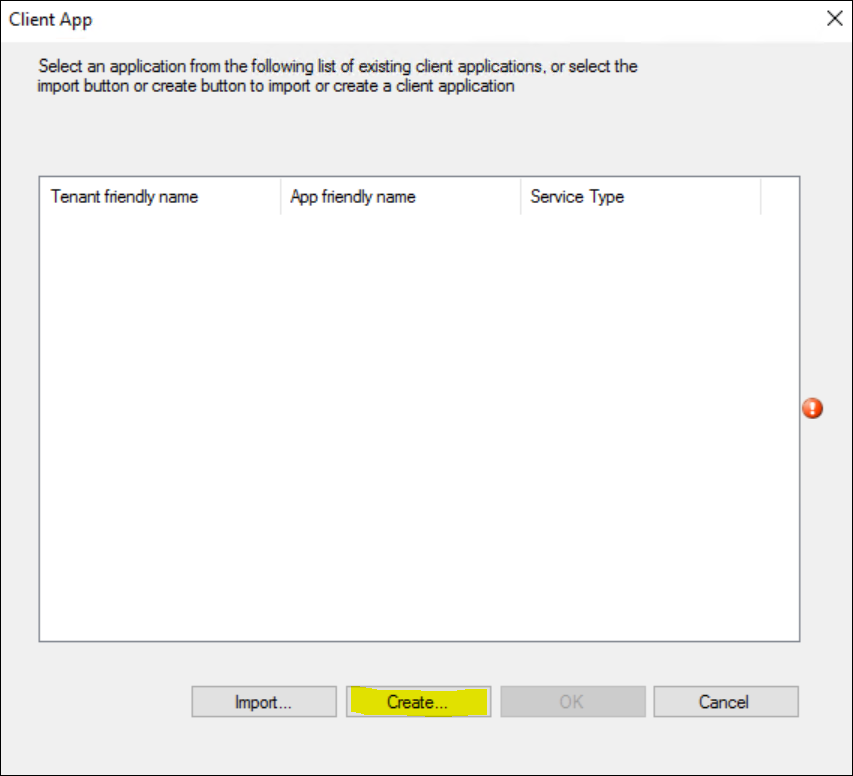 Client App
Select an application from the following list of existing client applications, or select the
import button or create button to import or create a client application
Tenant friendly name App friendly name Service Type
Import... Create... OK Cancel